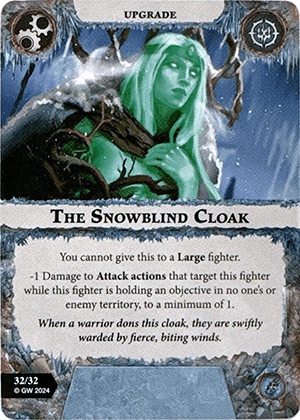 UPGRADE
THE SNOWBLIND CLOAK
You cannot give this to a Large fighter.
-1 Damage to Attack actions that target this fighter
while this fighter is holding an objective in no one's or
enemy territory, to a minimum of 1.
When a warrior dons this cloak, they are swiftly
warded by fierce, biting winds.
32/32
© GW 2024